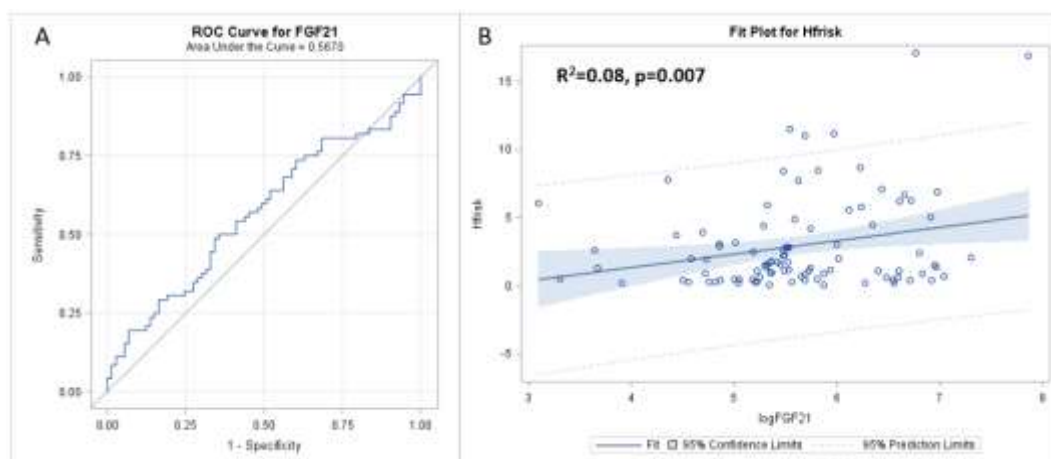 A
ROC Curve for FGF21
Area Under the Curve = 0.5678
1.00
0.75
0.50
0.25
0.00
Sensitivity
0.00 0.25 0.50 0.75 1.00
1 - Specificity
B
Fit Plot for Hfrisk
R²=0.08, p=0.007
15
10
5
0
-5
Hfrisk
3 4 5 6 7 8
logFGF21
Fit 95% Confidence Limits 95% Prediction Limits